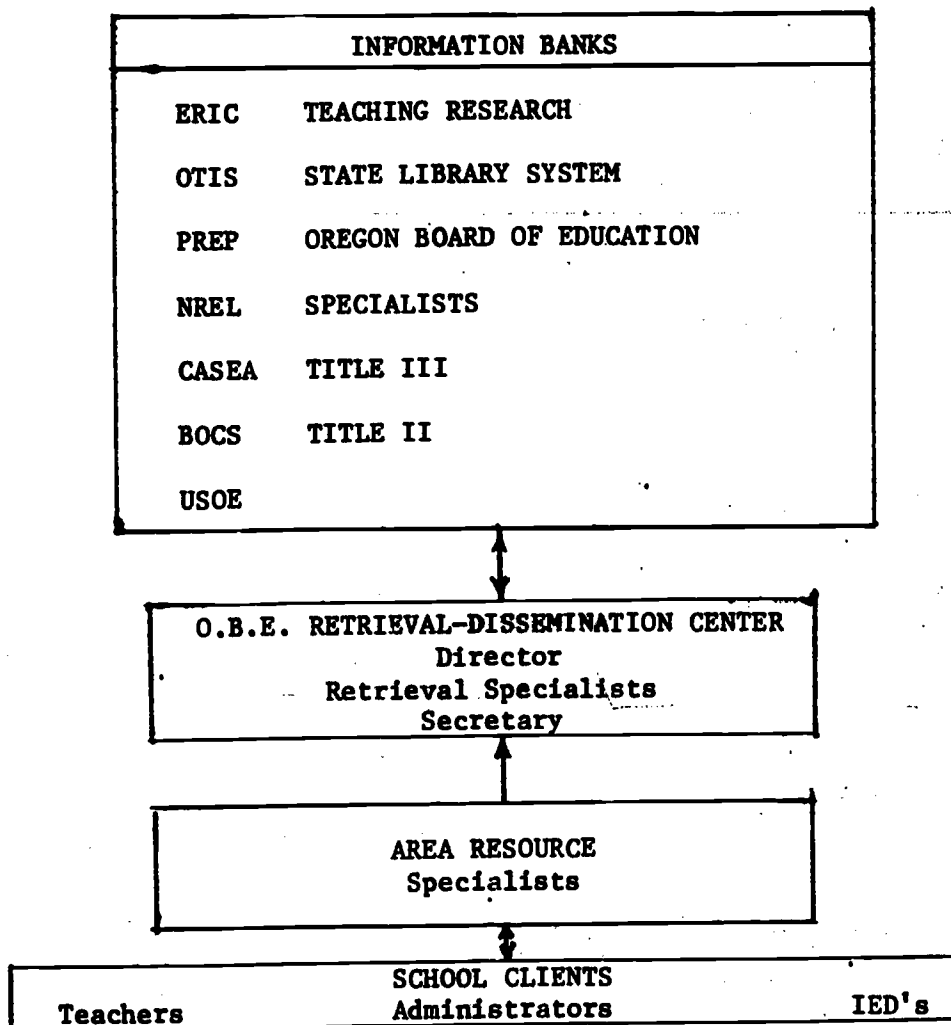 INFORMATION BANKS
ERIC TEACHING RESEARCH
OTIS STATE LIBRARY SYSTEM
PREP OREGON BOARD OF EDUCATION
NREL SPECIALISTS
CASEA TITLE III
BOCS TITLE II
USOE
O.B.E. RETRIEVAL-DISSEMINATION CENTER
Director
Retrieval Specialists
Secretary
AREA RESOURCE
Specialists
SCHOOL CLIENTS
Teachers Administrators IED's